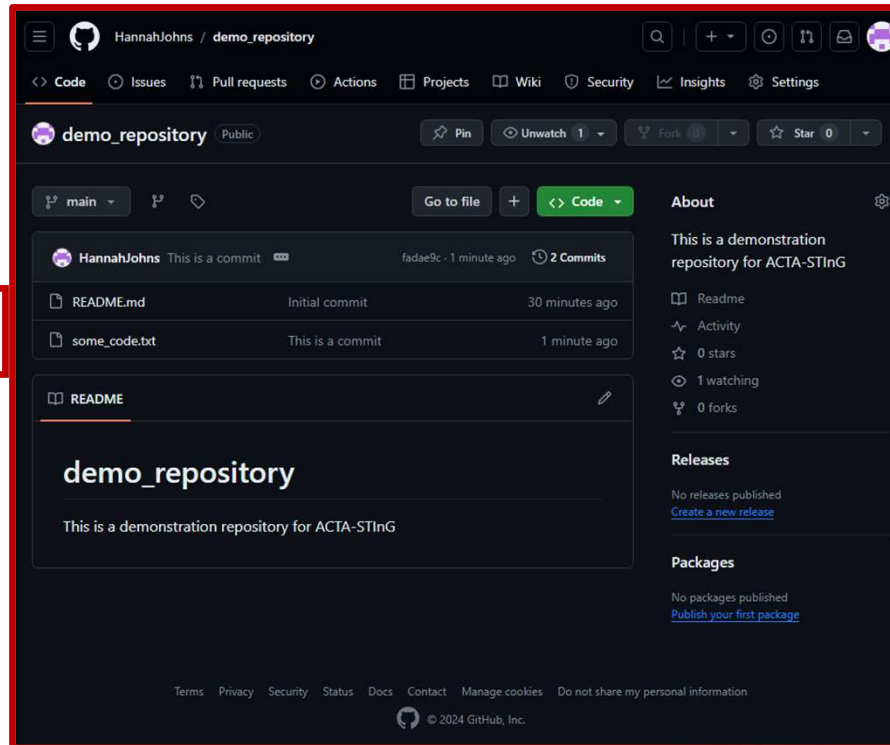 HannahJohns / demo_repository
Code Issues Pull requests Actions Projects Wiki Security Insights Settings
demo_repository Public Pin Unwatch 1 Fork 0 Star 0
main Go to file + <> Code
HannahJohns This is a commit fadae9c · 1 minute ago 2 Commits
README.md Initial commit 30 minutes ago
some_code.txt This is a commit 1 minute ago
README
demo_repository
This is a demonstration repository for ACTA-STInG
About
This is a demonstration
repository for ACTA-STInG
Readme
Activity
0 stars
1 watching
0 forks
Releases
No releases published
Create a new release
Packages
No packages published
Publish your first package
Terms Privacy Security Status Docs Contact Manage cookies Do not share my personal information
© 2024 GitHub, Inc.